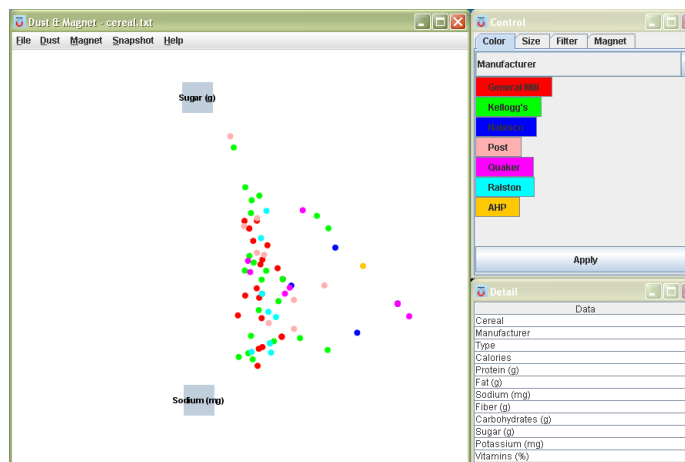 Dust & Magnet - cereal.txt
File Dust Magnet Snapshot Help
Sugar (g)
Sodium (mg)
Control
Color Size Filter Magnet
Manufacturer
General Mill
Kellogg's
Nabisco
Post
Quaker
Ralston
AHP
Apply
Detail
Data
Cereal
Manufacturer
Type
Calories
Protein (g)
Fat (g)
Sodium (mg)
Fiber (g)
Carbohydrates (g)
Sugar (g)
Potassium (mg)
Vitamins (%)